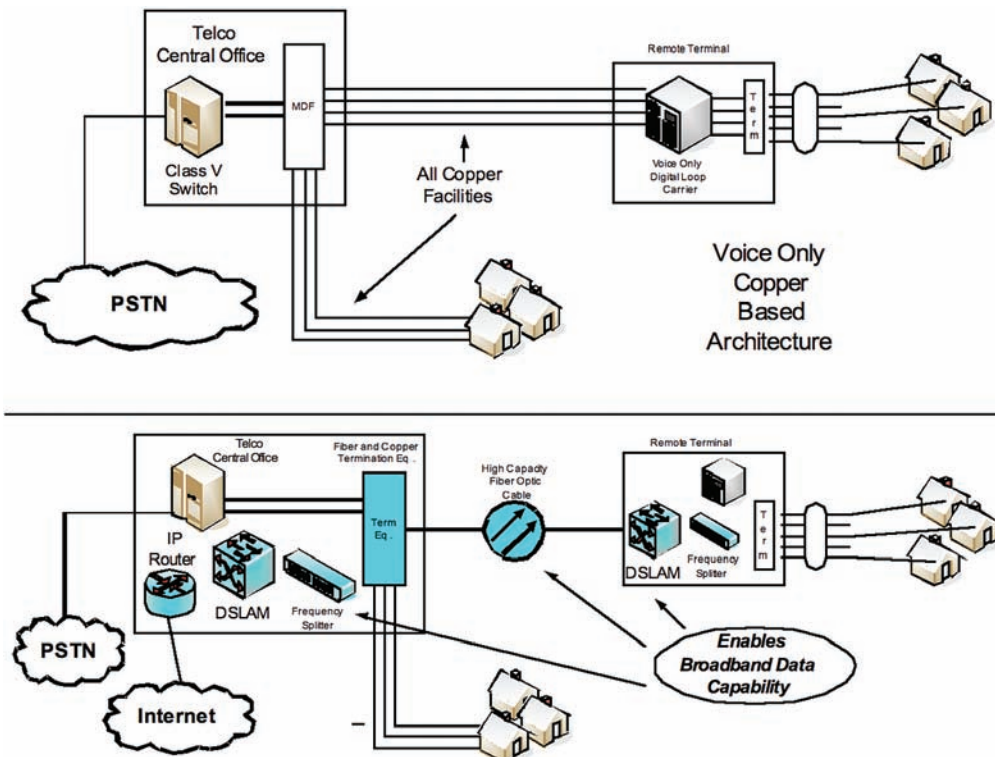 Telco
Central Office
MDF
Class V
Switch
PSTN
All Copper
Facilities
Remote Terminal
Voice Only
Digital Loop
Carrier
T
e
r
m
Voice Only
Copper
Based
Architecture
Telco
Central Office
Fiber and Copper
Termination Eq .
Term
Eq .
IP
Router
DSLAM
Frequency
Splitter
PSTN
Internet
High Capacity
Fiber Optic
Cable
Remote Terminal
DSLAM
Frequency
Spliter
T
e
r
m
Enables
Broadband Data
Capability